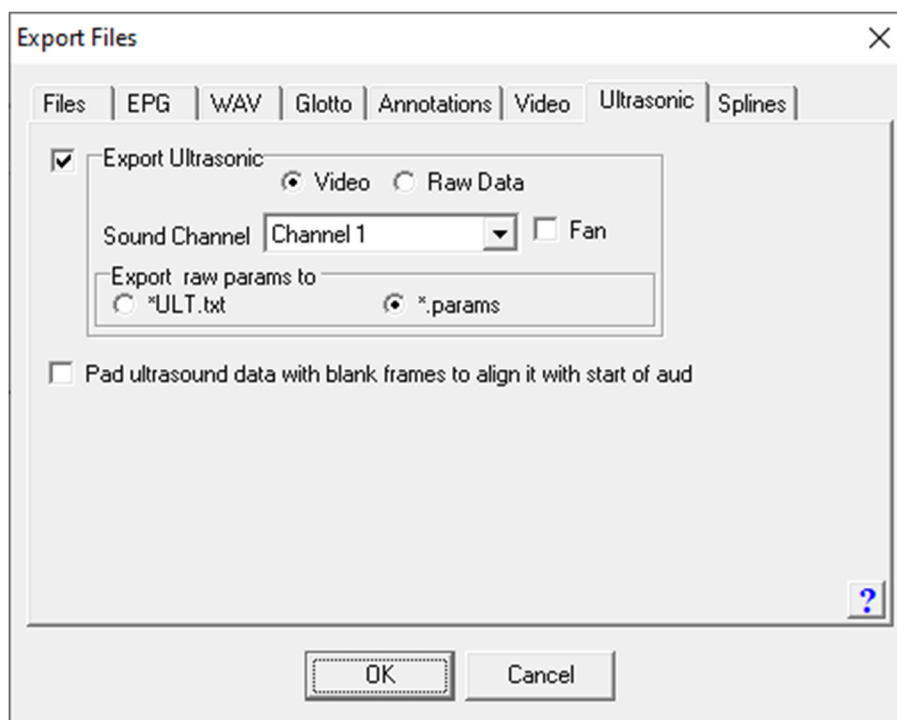 Export Files
Files EPG WAV Glotto Annotations Video Ultrasonic Splines
Export Ultrasonic
Video Raw Data
Sound Channel Channel 1 Fan
Export raw params to
*ULT.txt *.params
Pad ultrasound data with blank frames to align it with start of aud
?
OK Cancel